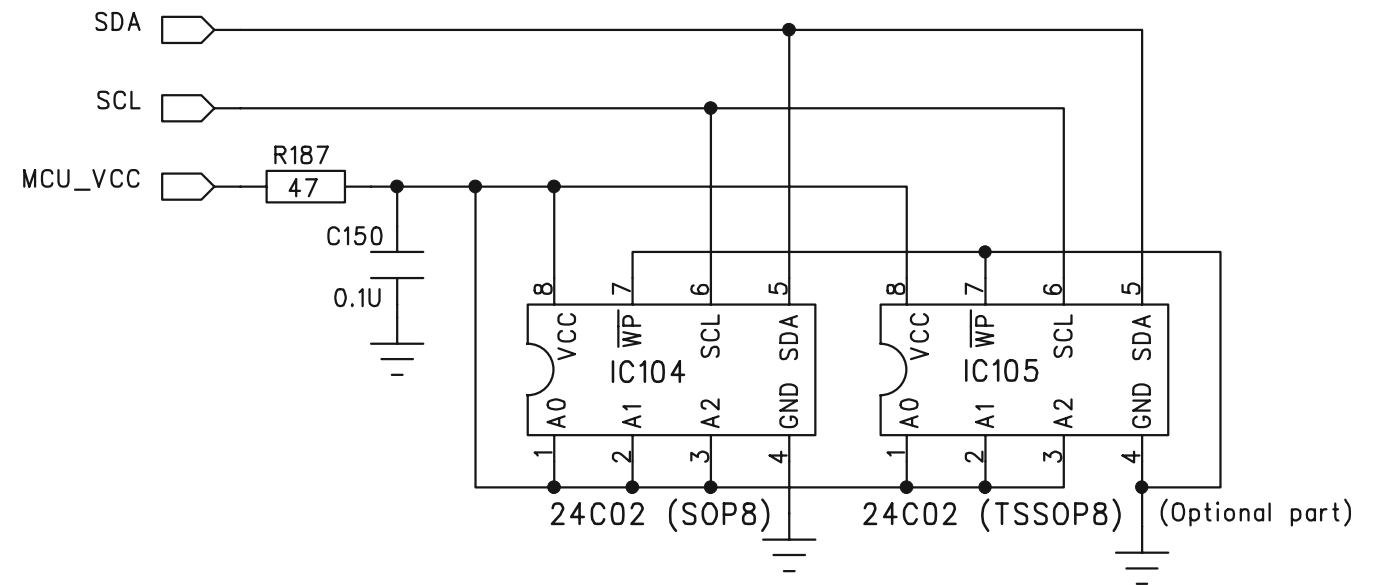 SDA
SCL
MCU_VCC
R187
47
C150
0.1U
8 7 6 5
VCC WP SCL SDA
IC104
A0 A1 A2 GND
1 2 3 4
24C02 (SOP8)
8 7 6 5
VCC WP SCL SDA
IC105
A0 A1 A2 GND
1 2 3 4
24C02 (TSSOP8)
(Optional part)